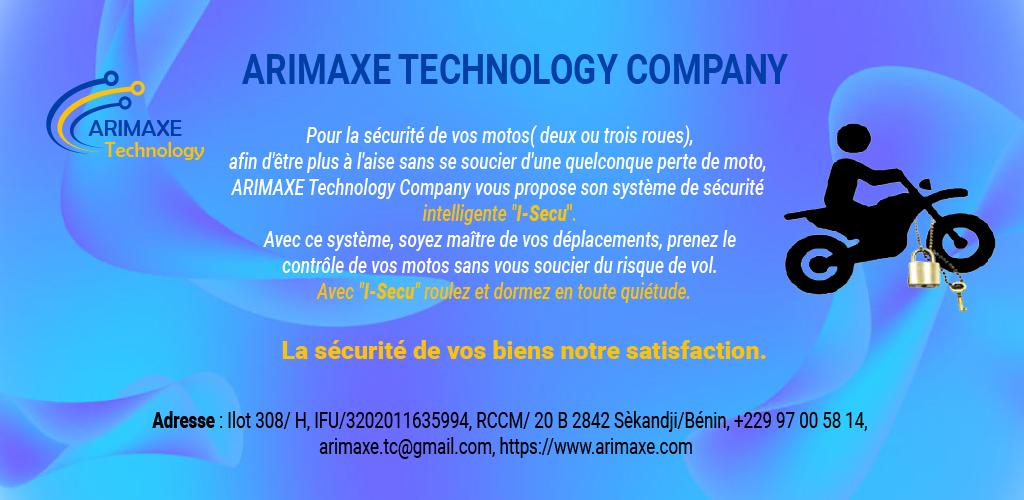 ARIMAXE TECHNOLOGY COMPANY
ARIMAXE
Technology
Pour la sécurité de vos motos( deux ou trois roues),
afin d'être plus à l'aise sans se soucier d'une quelconque perte de moto,
ARIMAXE Technology Company vous propose son système de sécurité
intelligente "I-Secu".
Avec ce système, soyez maître de vos déplacements, prenez le
contrôle de vos motos sans vous soucier du risque de vol.
Avec "I-Secu" roulez et dormez en toute quiétude.
La sécurité de vos biens notre satisfaction.
Adresse : Ilot 308/ H, IFU/3202011635994, RCCM/ 20 B 2842 Sèkandji/Bénin, +229 97 00 58 14,
arimaxe.tc@gmail.com, https://www.arimaxe.com